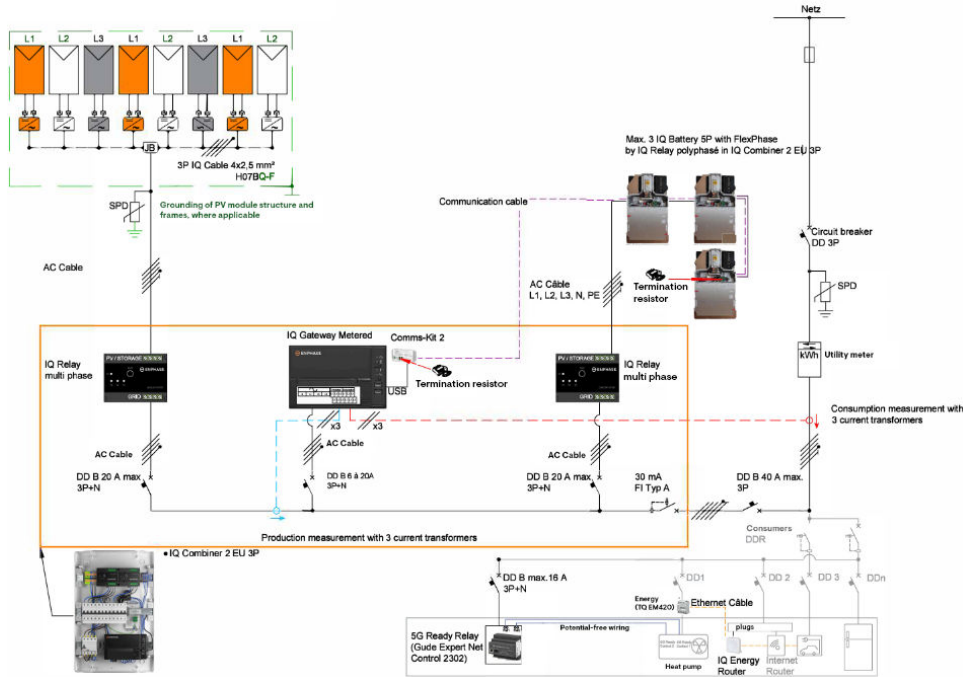 Netz
L1 L2 L3 L1 L2 L3 L1 L2
JB
3P IQ Cable 4x2,5 mm²
H07BQ-F
Grounding of PV module structure and
frames, where applicable
SPD
AC Cable
Max. 3 IQ Battery 5P with FlexPhase
by IQ Relay polyphasé in IQ Combiner 2 EU 3P
Communication cable
AC Câble
L1, L2, L3, N, PE
Termination
resistor
Circuit breaker
DD 3P
SPD
kWh
Utility meter
Consumption measurement with
3 current transformers
IQ Relay
multi phase
PV / STORAGE
ENPHASE
GRID
IQ Gateway Metered
ENPHASE
Comms-Kit 2
USB
Termination resistor
x3
x3
PV / STORAGE
ENPHASE
GRID
IQ Relay
multi phase
AC Cable
AC Cable
AC Cable
DD B 20 A max
3P+N
DD B 6 à 20A
3P+N
DD B 20 A max
3P+N
30 mA
FI Typ A
DD B 40 A max.
3P
Production measurement with 3 current transformers
IQ Combiner 2 EU 3P
Consumers
DDR
DD B max.16 A
3P+N
DD1
DD 2
DD 3
DDn
Energy
(TQ EM420)
Ethernet Câble
5G Ready Relay
(Gude Expert Net
Control 2302)
Potential-free wiring
plugs
Heat pump
IQ Energy
Router
Internet
Router